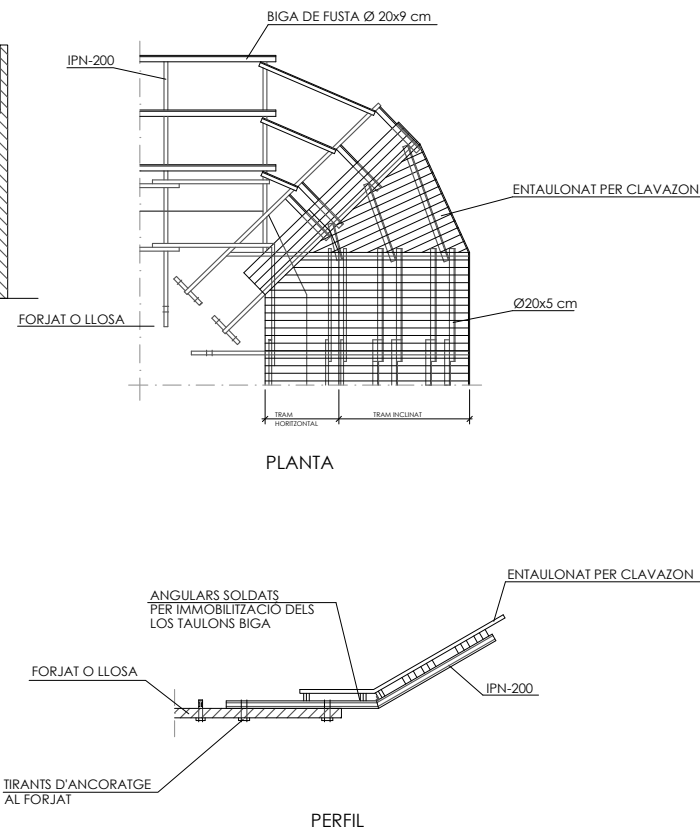 BIGA DE FUSTA Ø 20x9 cm
IPN-200
ENTAULONAT PER CLAVAZON
Ø20x5 cm
FORJAT O LLOSA
TRAM
HORITZONTAL
TRAM INCLINAT
PLANTA
ENTAULONAT PER CLAVAZON
ANGULARS SOLDATS
PER IMMOBILITZACIÓ DELS
LOS TAULONS BIGA
FORJAT O LLOSA
IPN-200
TIRANTS D'ANCORATGE
AL FORJAT
PERFIL